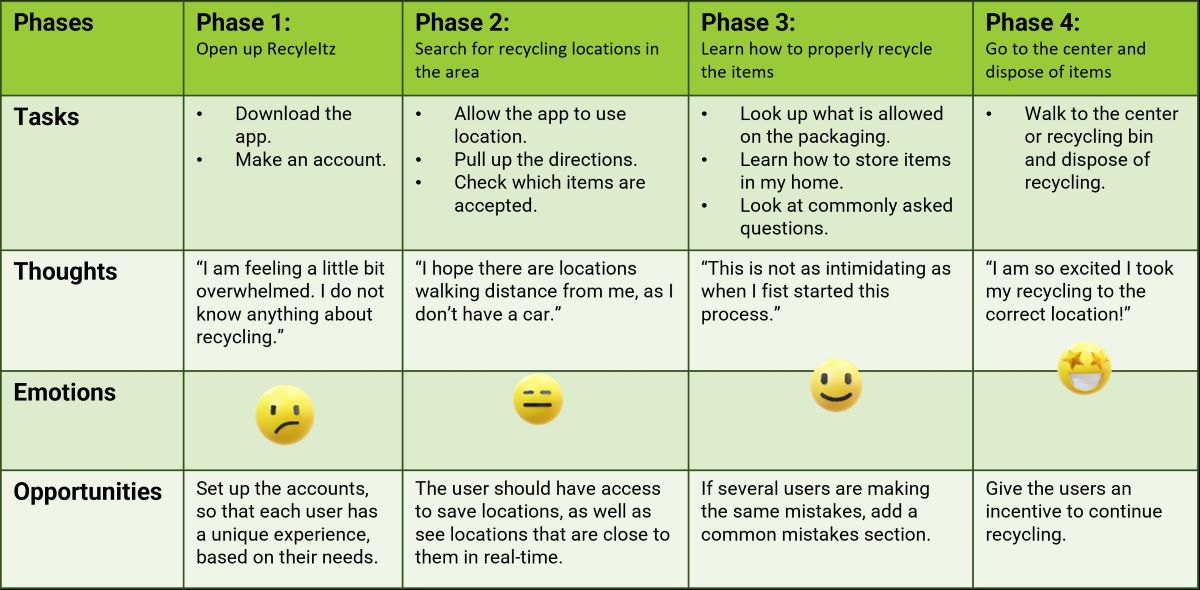 Phases
Phase 1:
Open up RecyleItz
Phase 2:
Search for recycling locations in
the area
Phase 3:
Learn how to properly recycle
the items
Phase 4:
Go to the center and
dispose of items
Tasks
• Download the
app.
• Make an account.
• Allow the app to use
location.
• Pull up the directions.
• Check which items are
accepted.
• Look up what is allowed
on the packaging.
• Learn how to store items
in my home.
• Look at commonly asked
questions.
• Walk to the center
or recycling bin
and dispose of
recycling.
Thoughts
“I am feeling a little bit
overwhelmed. I do not
know anything about
recycling.”
“I hope there are locations
walking distance from me, as I
don’t have a car.”
“This is not as intimidating as
when I fist started this
process.”
“I am so excited I took
my recycling to the
correct location!”
Emotions
Opportunities
Set up the accounts,
so that each user has
a unique experience,
based on their needs.
The user should have access
to save locations, as well as
see locations that are close to
them in real-time.
If several users are making
the same mistakes, add a
common mistakes section.
Give the users an
incentive to continue
recycling.